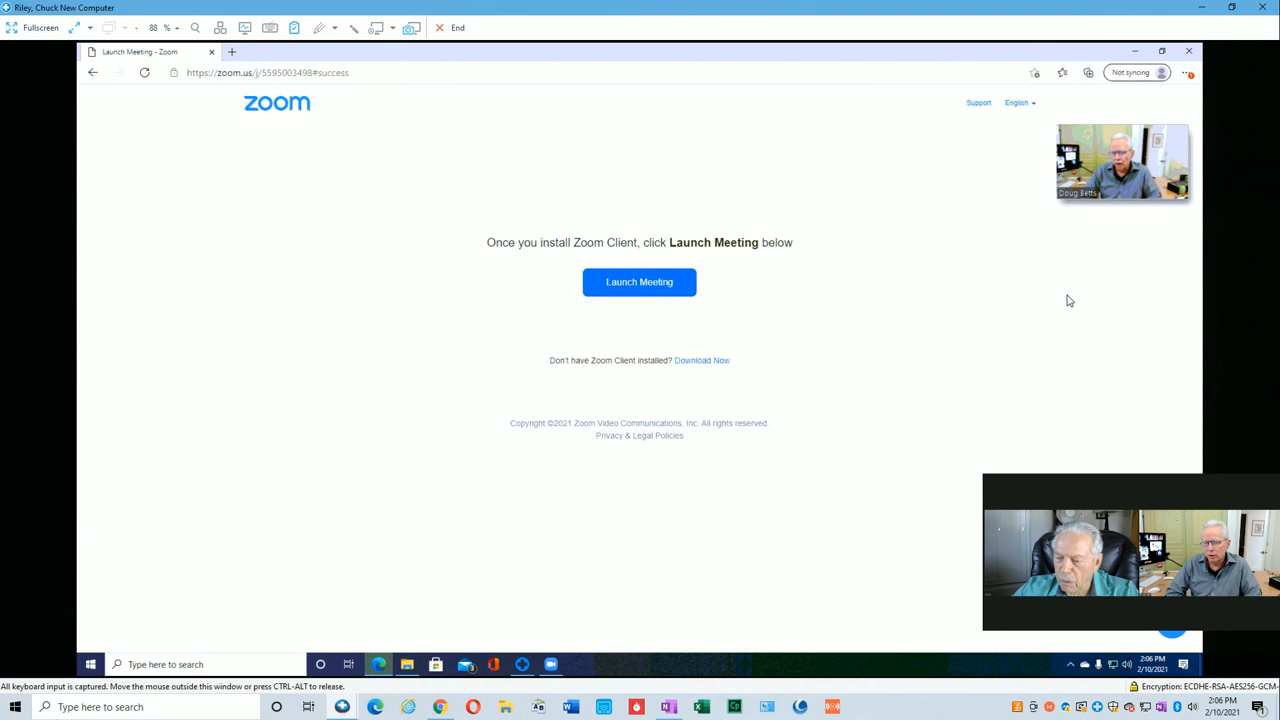 Riley, Chuck New Computer
Fullscreen
- 88 % +
End
Launch Meeting - Zoom
https://zoom.us/j/5595003498#success
Not syncing
zoom
Support
English
Doug Betts
Once you install Zoom Client, click Launch Meeting below
Launch Meeting
Don't have Zoom Client installed? Download Now
Copyright ©2021 Zoom Video Communications, Inc. All rights reserved.
Privacy & Legal Policies
Type here to search
2:06 PM
2/10/2021
All keyboard input is captured. Move the mouse outside this window or press CTRL-ALT to release.
Encryption: ECDHE-RSA-AES256-GCM-
Type here to search
2:06 PM
2/10/2021